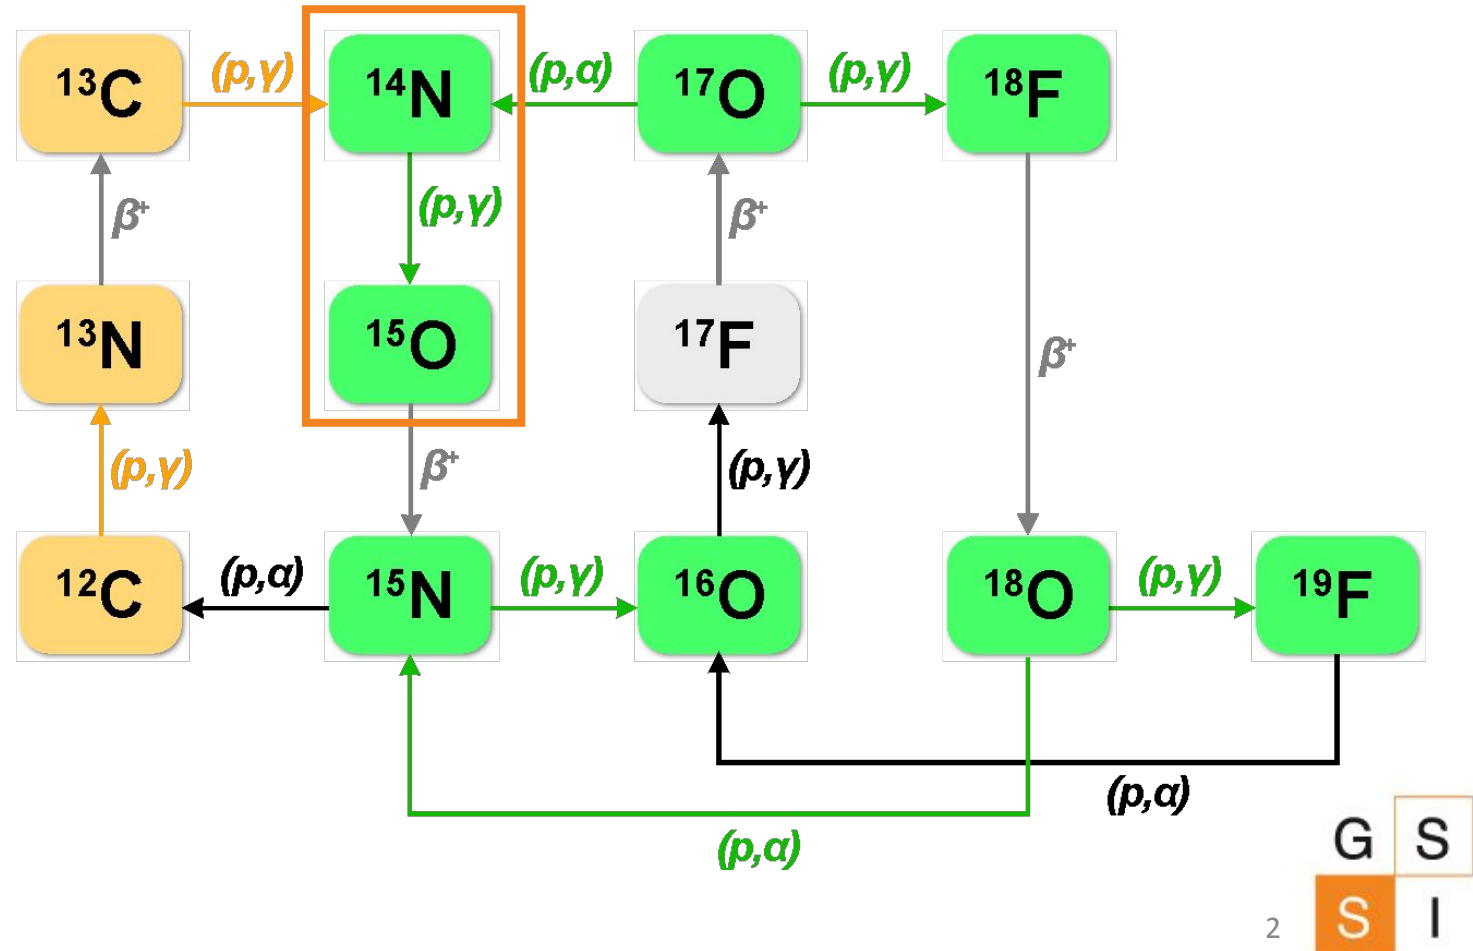 ¹³C (p,γ) ¹⁴N (p,α) ¹⁷O (p,γ) ¹⁸F
β⁺ (p,γ) β⁺
¹³N ¹⁵O ¹⁷F β⁺
(p,γ) β⁺ (p,γ)
¹²C (p,α) ¹⁵N (p,γ) ¹⁶O ¹⁸O (p,γ) ¹⁹F
(p,α)
(p,α)
G S
S I
2